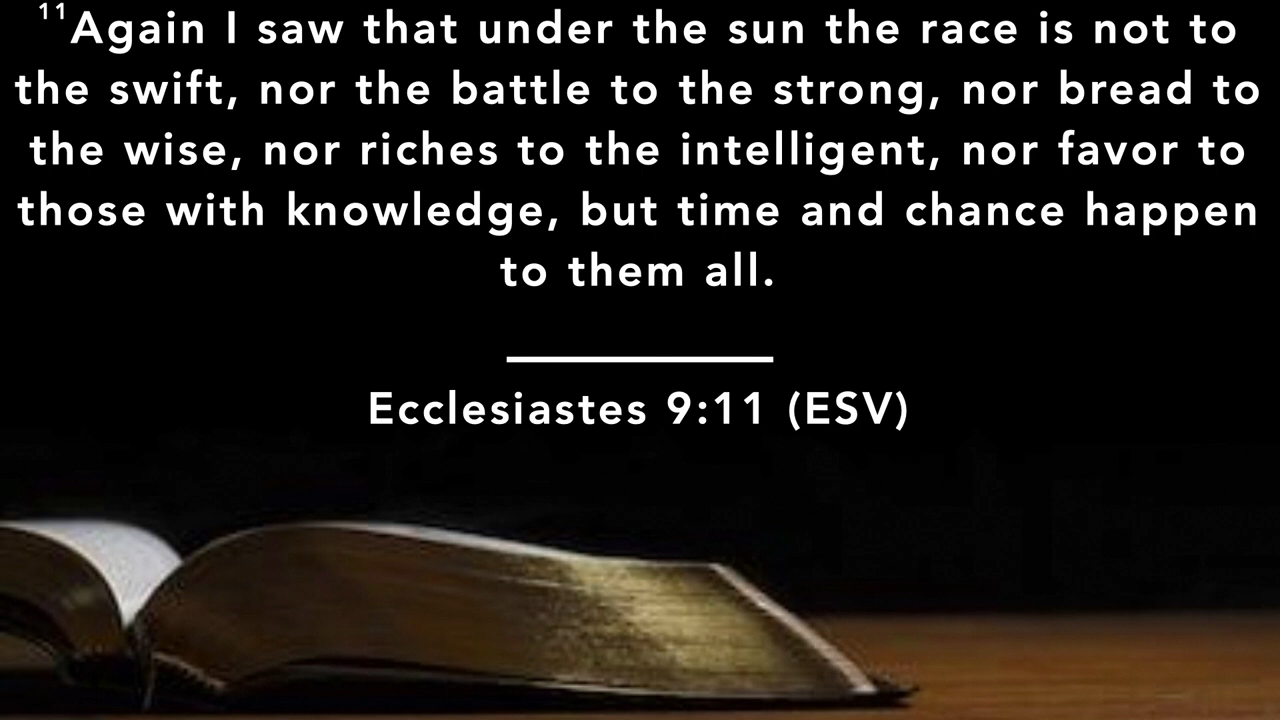 ¹¹Again I saw that under the sun the race is not to
the swift, nor the battle to the strong, nor bread to
the wise, nor riches to the intelligent, nor favor to
those with knowledge, but time and chance happen
to them all.
Ecclesiastes 9:11 (ESV)